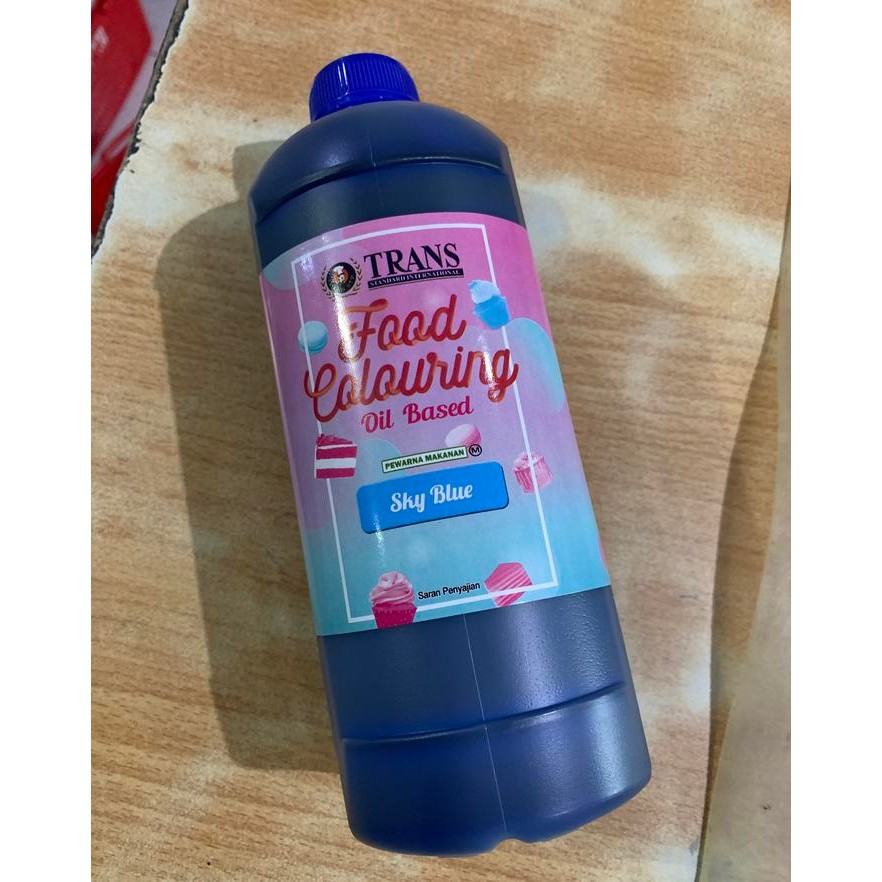 TRANS
STANDARD INTERNATIONAL
Food
Colouring
Oil Based
PEWARNA MAKANAN M
Sky Blue
Saran Penyajian